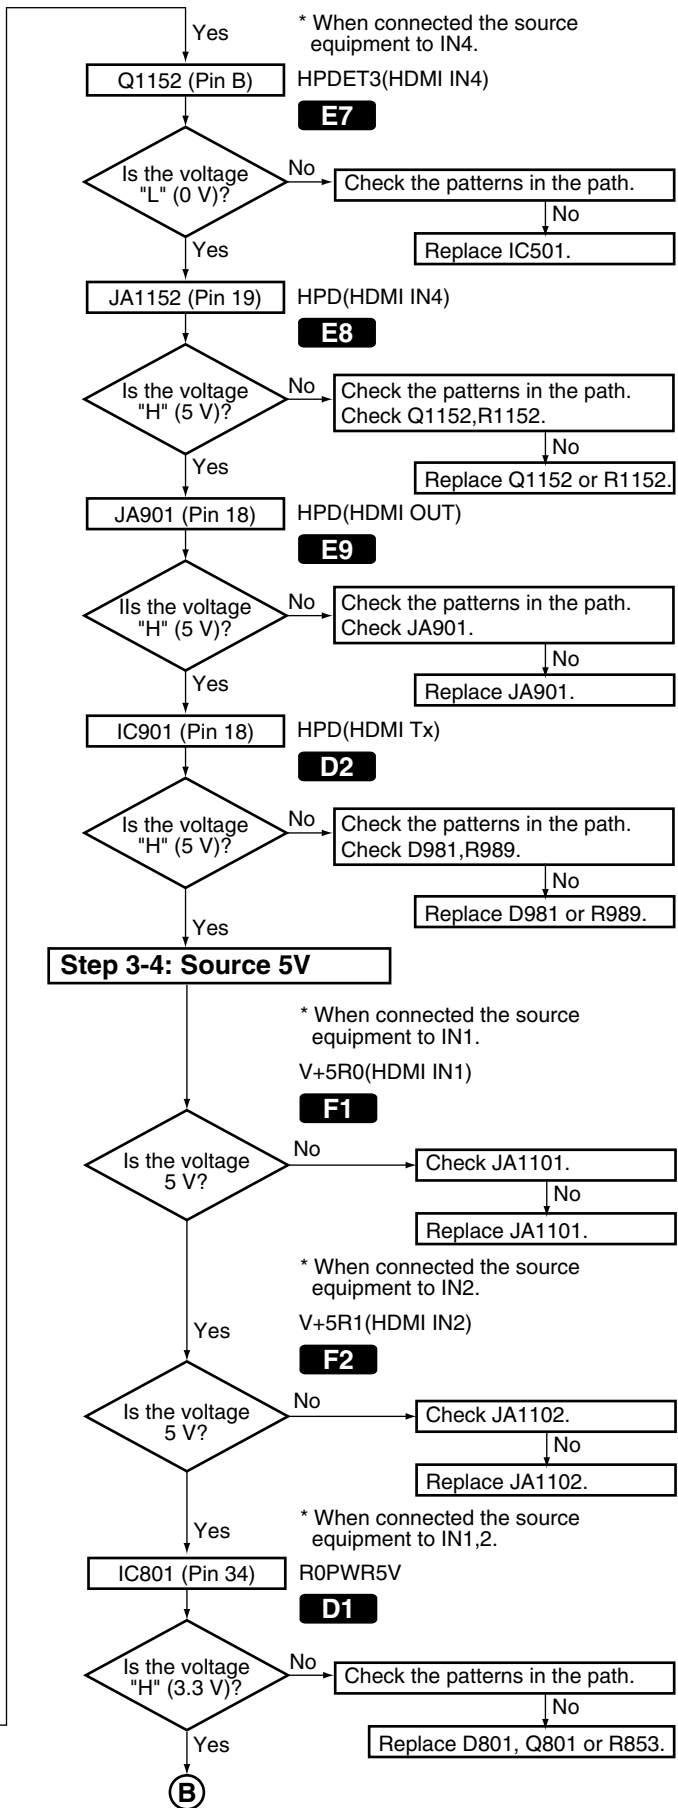 Yes
* When connected the source
equipment to IN4.
Q1152 (Pin B)
HPDET3(HDMI IN4)
E7
Is the voltage
"L" (0 V)?
No
Check the patterns in the path.
No
Replace IC501.
Yes
JA1152 (Pin 19)
HPD(HDMI IN4)
E8
Is the voltage
"H" (5 V)?
No
Check the patterns in the path.
Check Q1152,R1152.
No
Replace Q1152 or R1152.
Yes
JA901 (Pin 18)
HPD(HDMI OUT)
E9
IIs the voltage
"H" (5 V)?
No
Check the patterns in the path.
Check JA901.
No
Replace JA901.
Yes
IC901 (Pin 18)
HPD(HDMI Tx)
D2
Is the voltage
"H" (5 V)?
No
Check the patterns in the path.
Check D981,R989.
No
Replace D981 or R989.
Yes
Step 3-4: Source 5V
* When connected the source
equipment to IN1.
V+5R0(HDMI IN1)
F1
Is the voltage
5 V?
No
Check JA1101.
No
Replace JA1101.
* When connected the source
equipment to IN2.
Yes
V+5R1(HDMI IN2)
F2
Is the voltage
5 V?
No
Check JA1102.
No
Replace JA1102.
* When connected the source
equipment to IN1,2.
Yes
IC801 (Pin 34)
R0PWR5V
D1
Is the voltage
"H" (3.3 V)?
No
Check the patterns in the path.
No
Replace D801, Q801 or R853.
Yes
B